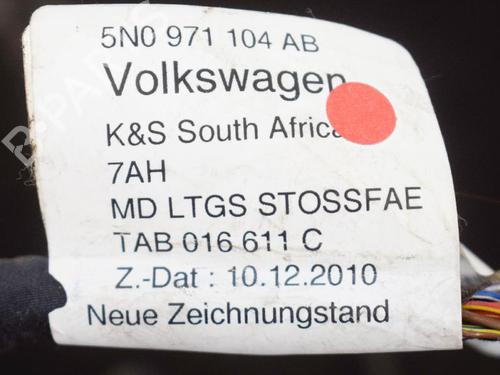 5N0 971 104 AB
Volkswagen
K&S South Africa
7AH
MD LTGS STOSSFAE
TAB 016 611 C
Z.-Dat : 10.12.2010
Neue Zeichnungstand